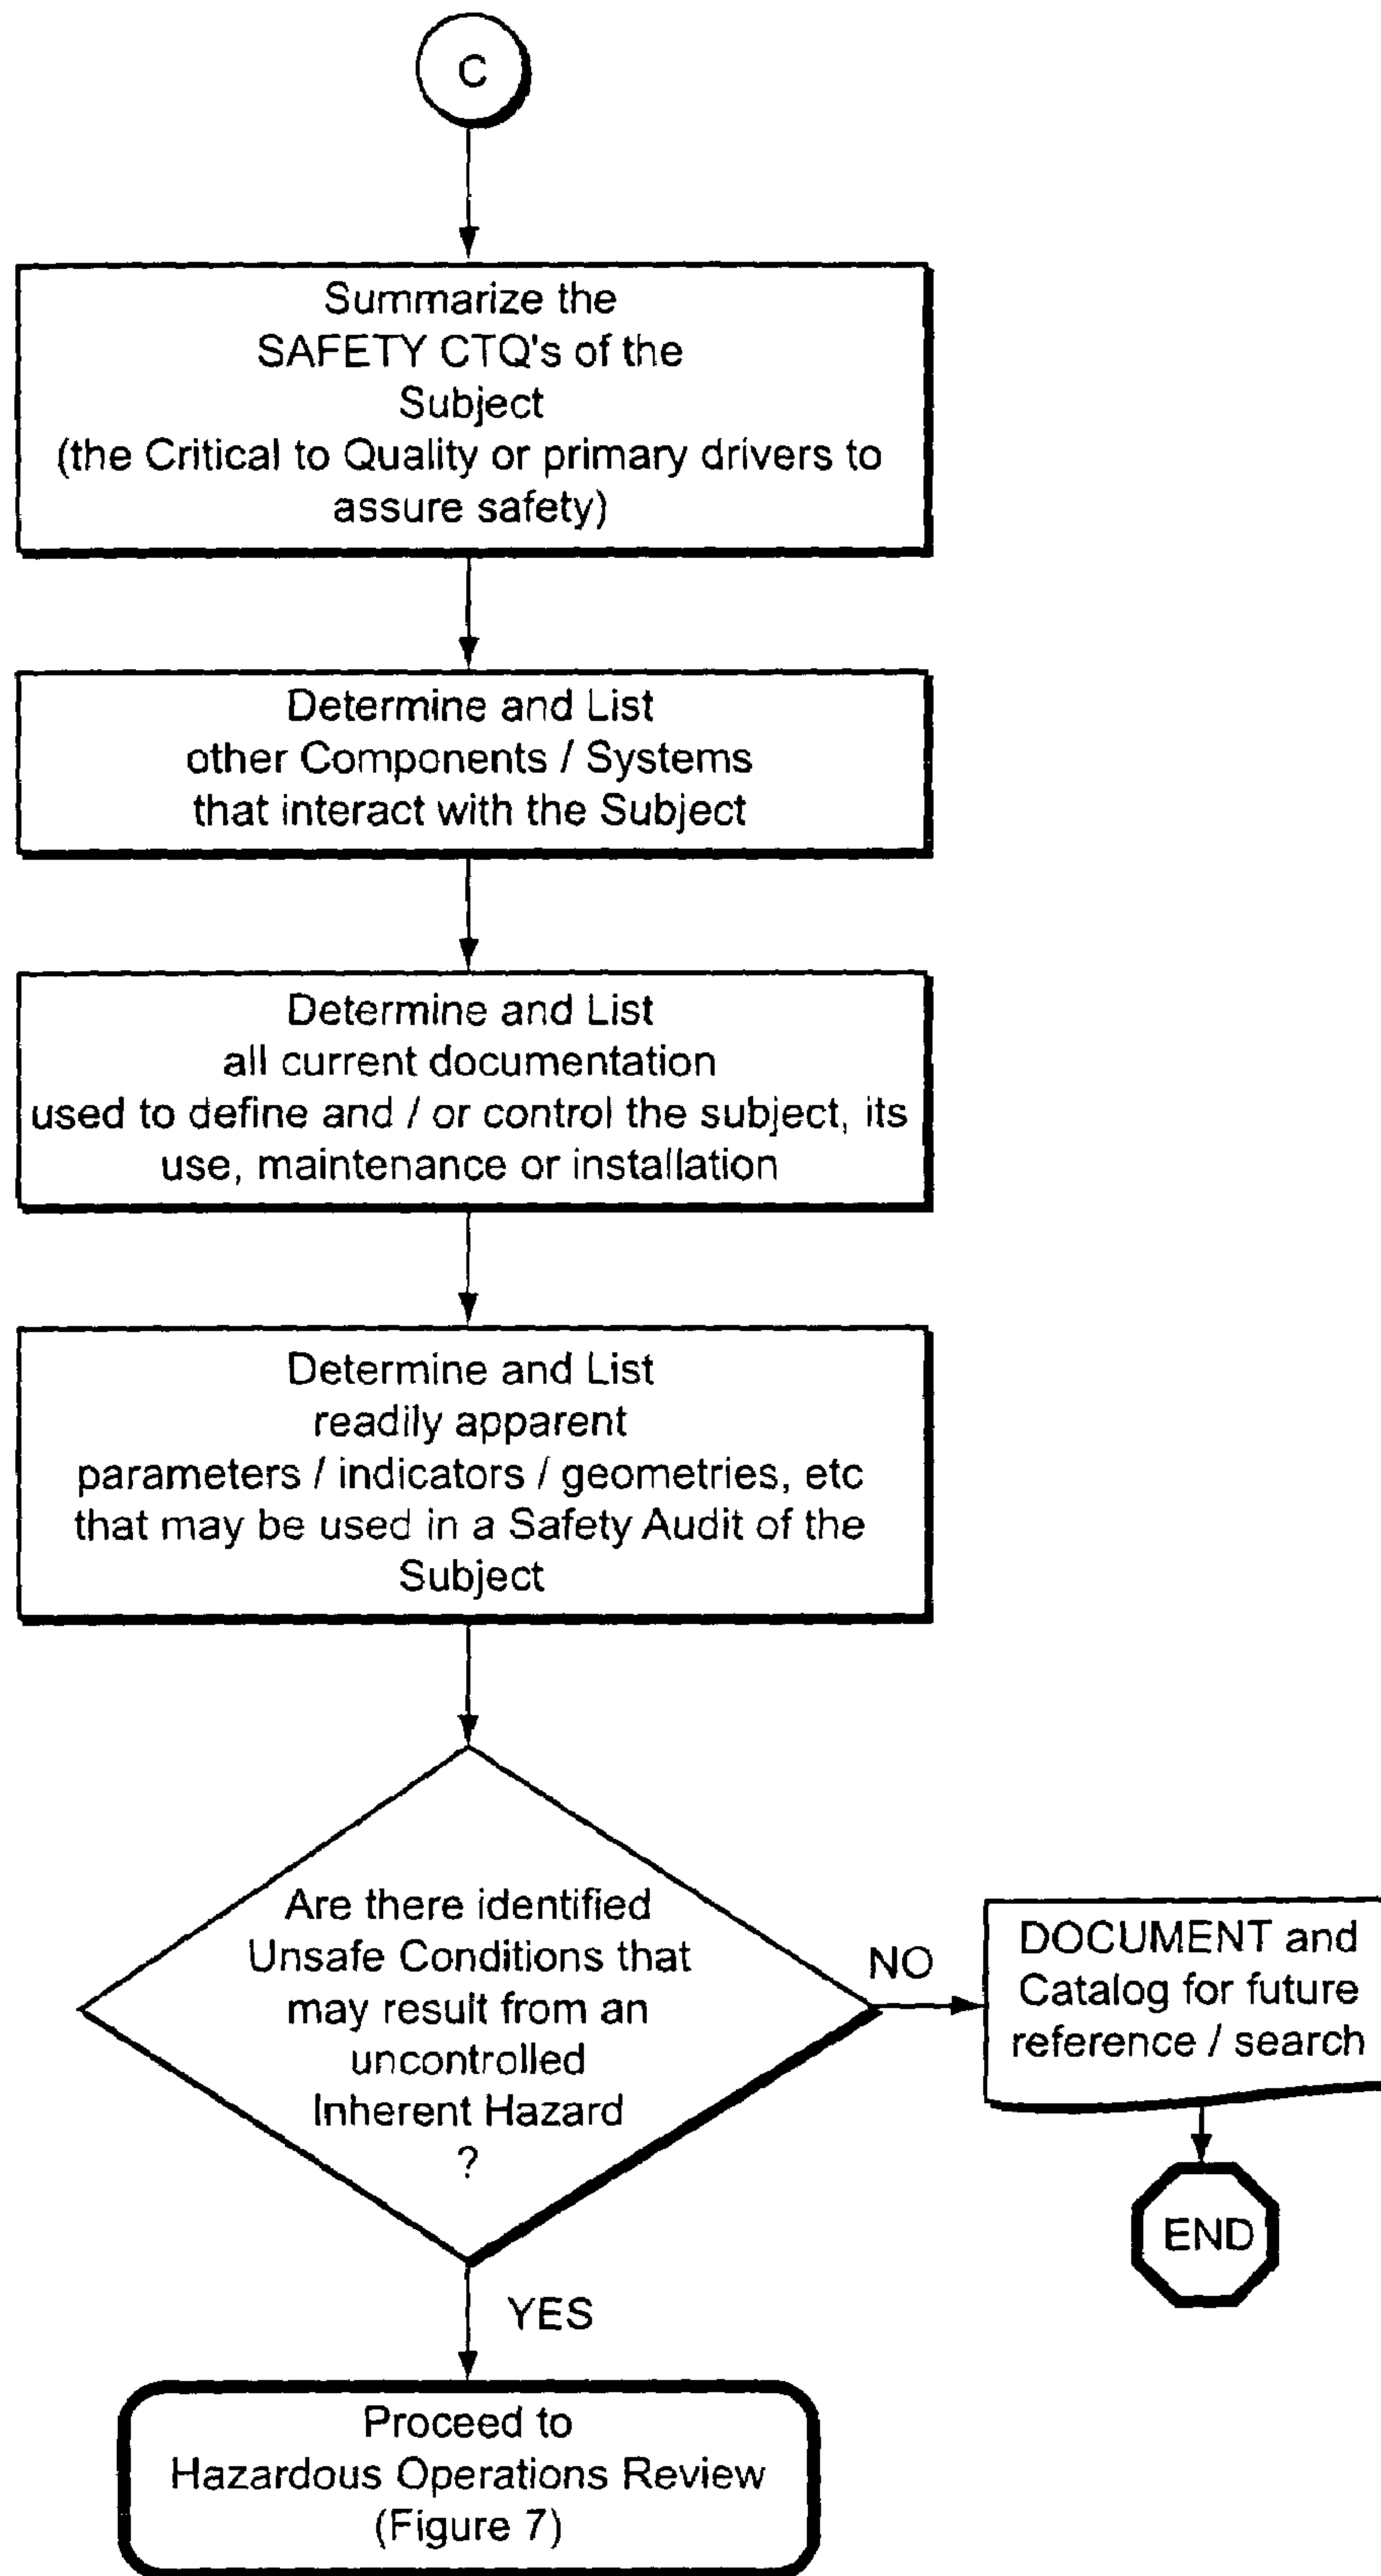 C
Summarize the
SAFETY CTQ's of the
Subject
(the Critical to Quality or primary drivers to
assure safety)
Determine and List
other Components / Systems
that interact with the Subject
Determine and List
all current documentation
used to define and / or control the subject, its
use, maintenance or installation
Determine and List
readily apparent
parameters / indicators / geometries, etc
that may be used in a Safety Audit of the
Subject
Are there identified
Unsafe Conditions that
may result from an
uncontrolled
Inherent Hazard
?
NO
DOCUMENT and
Catalog for future
reference / search
END
YES
Proceed to
Hazardous Operations Review
(Figure 7)